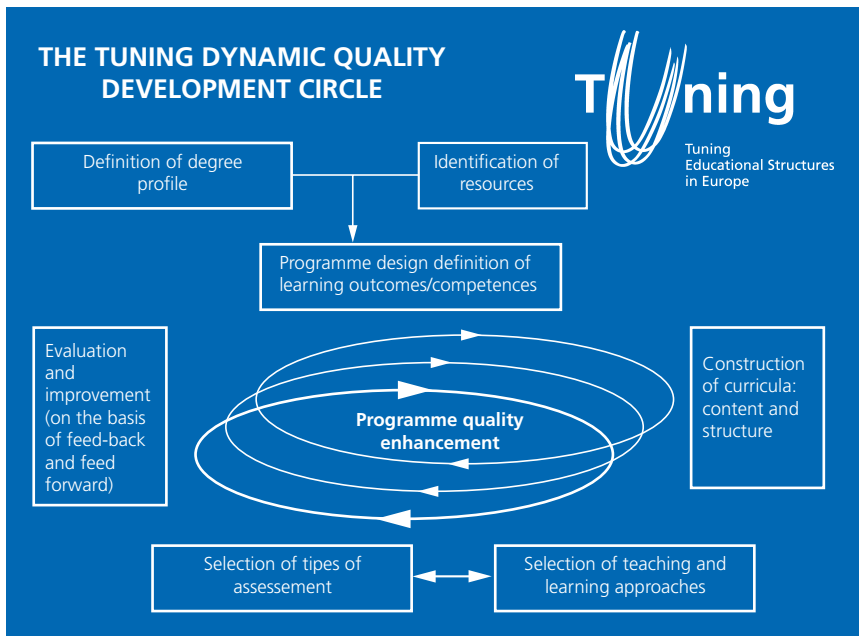 THE TUNING DYNAMIC QUALITY
DEVELOPMENT CIRCLE
TUning
Tuning
Educational Structures
in Europe
Definition of degree
profile
Identification of
resources
Programme design definition of
learning outcomes/competences
Evaluation
and
improvement
(on the basis
of feed-back
and feed
forward)
Programme quality
enhancement
Construction
of curricula:
content and
structure
Selection of tipes of
assessement
Selection of teaching and
learning approaches